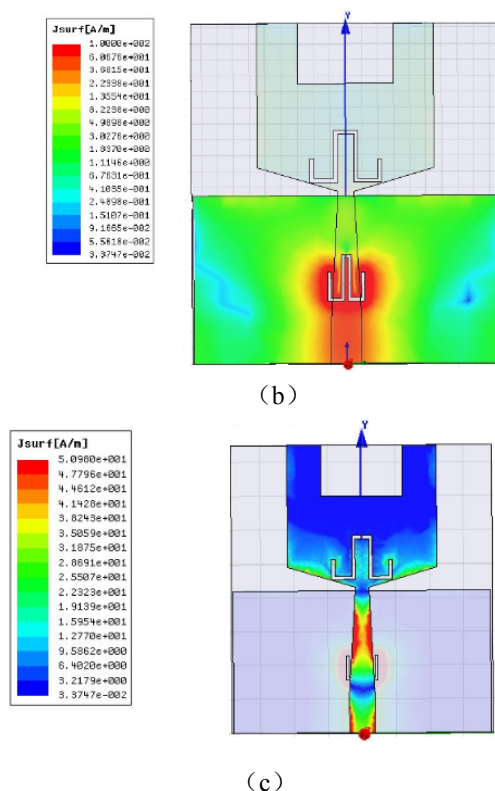 Jsurf[A/m]
1.0000e+002
6.0676e+001
3.6815e+001
2.2338e+001
1.3554e+001
8.2238e+000
4.9898e+000
3.0276e+000
1.8370e+000
1.1146e+000
6.7631e-001
4.1035e-001
2.4898e-001
1.5107e-001
9.1665e-002
5.5618e-002
3.3747e-002
Y
（b）
Jsurf[A/m]
5.0980e+001
4.7796e+001
4.4612e+001
4.1428e+001
3.8243e+001
3.5059e+001
3.1875e+001
2.8691e+001
2.5507e+001
2.2323e+001
1.9139e+001
1.5954e+001
1.2770e+001
9.5862e+000
6.4020e+000
3.2179e+000
3.3747e-002
Y
（c）